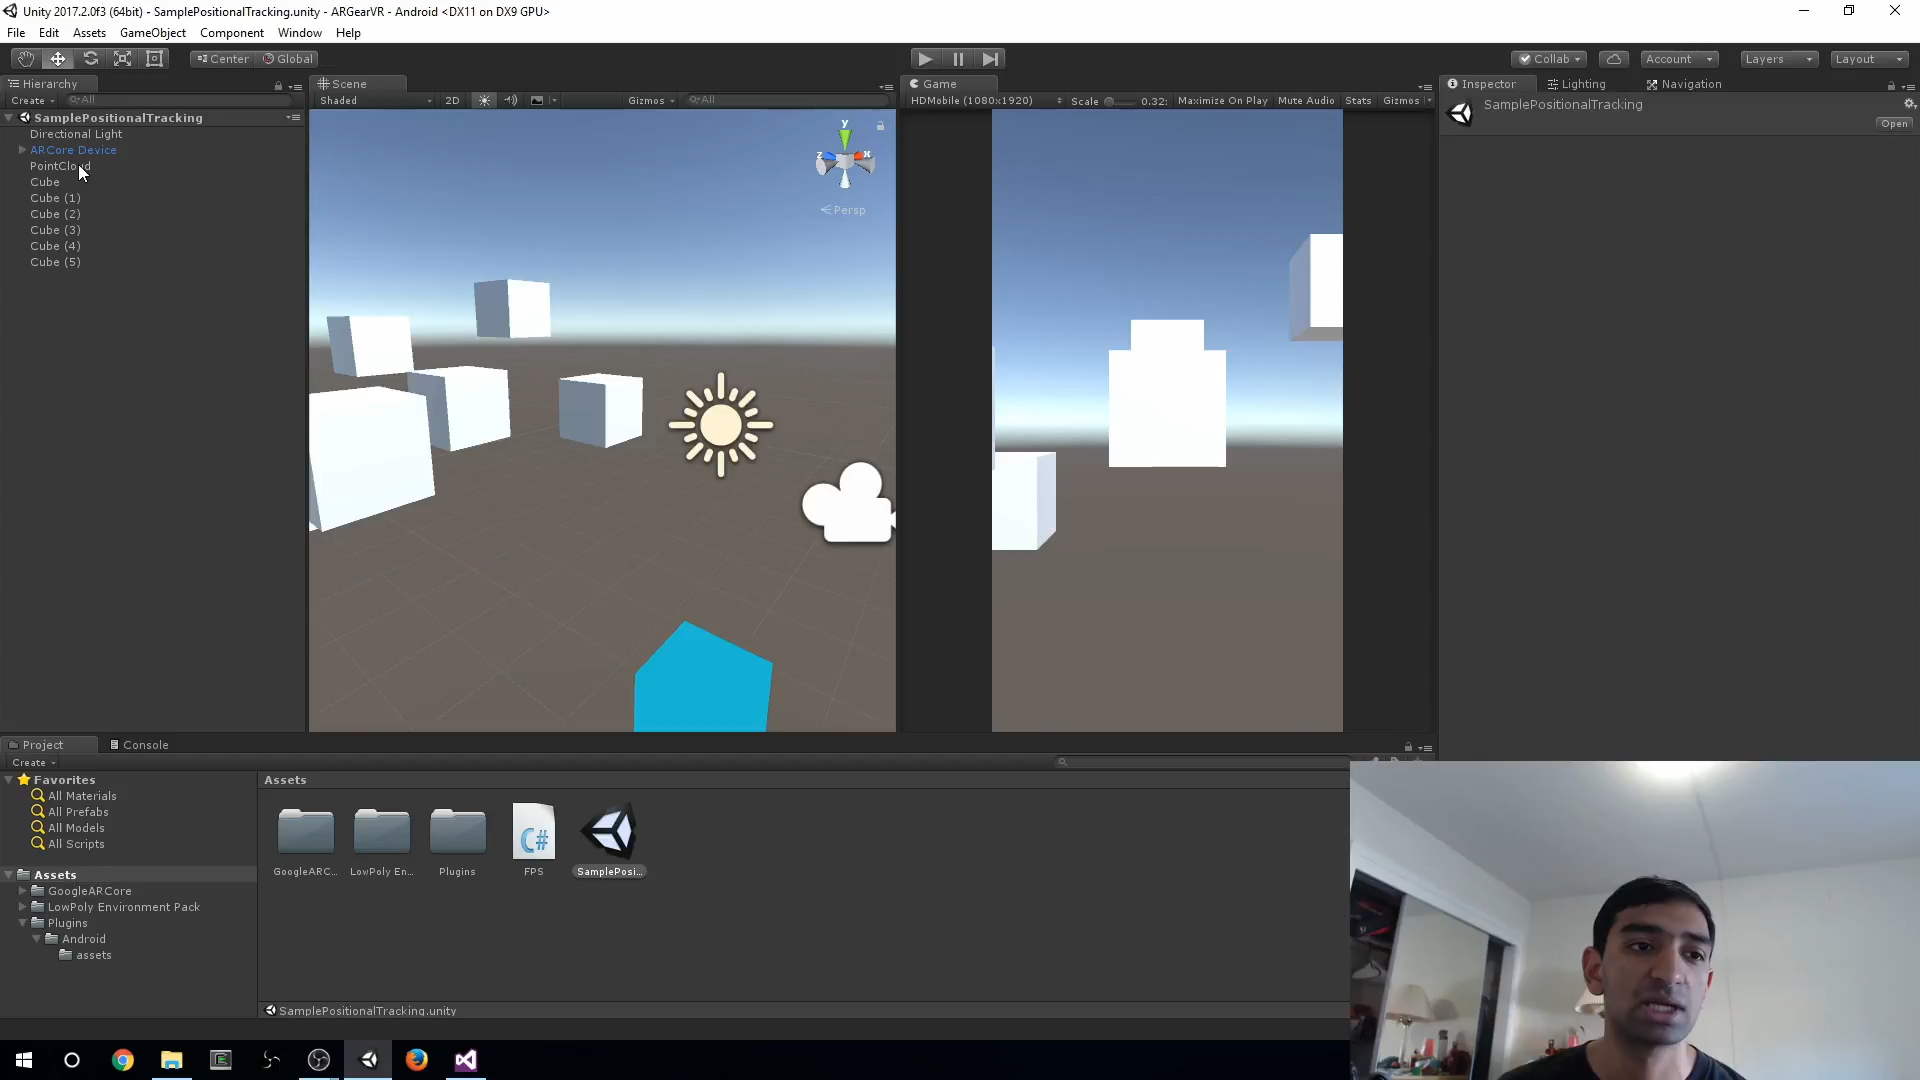 Unity 2017.2.0f3 (64bit) - SamplePositionalTracking.unity - ARGearVR - Android <DX11 on DX9 GPU>
File Edit Assets GameObject Component Window Help
Center Global Collab Account Layers Layout
Hierarchy
Create All
SamplePositionalTracking
Directional Light
ARCore Device
PointCloud
Cube
Cube (1)
Cube (2)
Cube (3)
Cube (4)
Cube (5)
Scene
Shaded 2D Gizmos All
y
z x
Persp
Game
HDMobile (1080x1920) Scale 0.32: Maximize On Play Mute Audio Stats Gizmos
Inspector Lighting Navigation
SamplePositionalTracking
Open
Project Console
Create
Favorites
All Materials
All Prefabs
All Models
All Scripts
Assets
GoogleARCore
LowPoly Environment Pack
Plugins
Android
assets
Assets
C#
GoogleARC... LowPoly En... Plugins FPS SamplePosi...
SamplePositionalTracking.unity